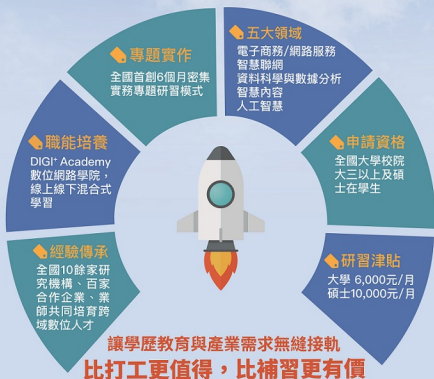 經驗傳承
全國10餘家研
究機構、百家
合作企業、業
師共同培育跨
域數位人才
職能培養
DIGI+ Academy
數位網路學院，
線上線下混合式
學習
專題實作
全國首創6個月密集
實務專題研習模式
五大領域
電子商務/網路服務
智慧聯網
資料科學與數據分析
智慧內容
人工智慧
申請資格
全國大學校院
大三以上及碩
士在學生
研習津貼
大學 6,000元/月
碩士10,000元/月
讓學歷教育與產業需求無縫接軌
比打工更值得，比補習更有價